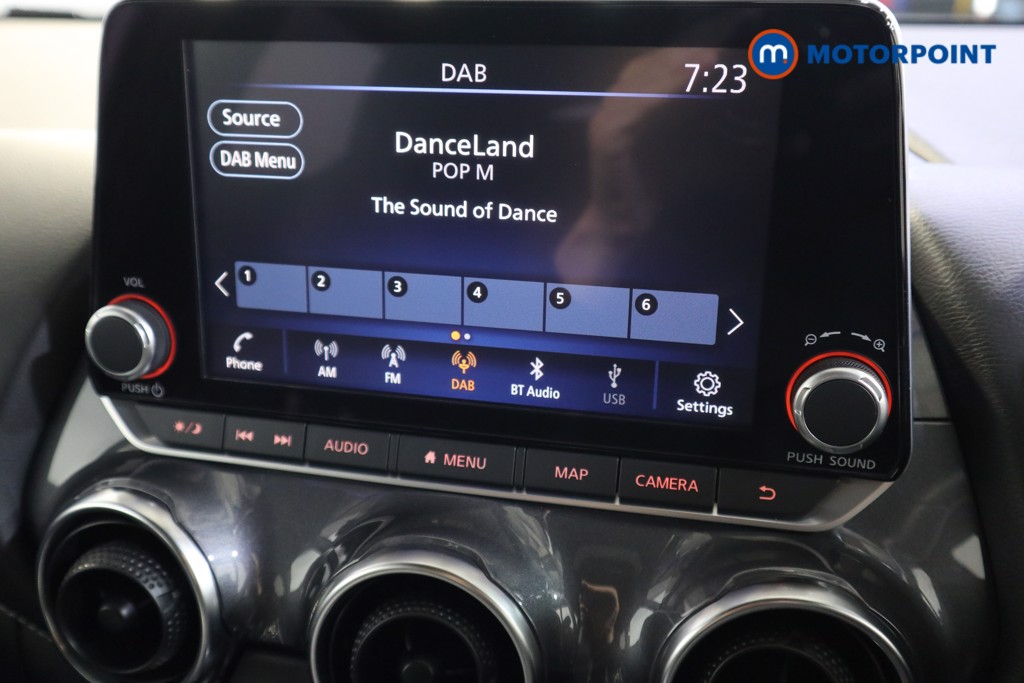 MOTORPOINT
DAB
7:23
Source
DanceLand
DAB Menu
POP M
The Sound of Dance
VOL
1 2 3 4 5 6
PUSH
Phone
AM
FM
DAB
BT Audio
USB
Settings
PUSH SOUND
AUDIO
MENU
MAP
CAMERA